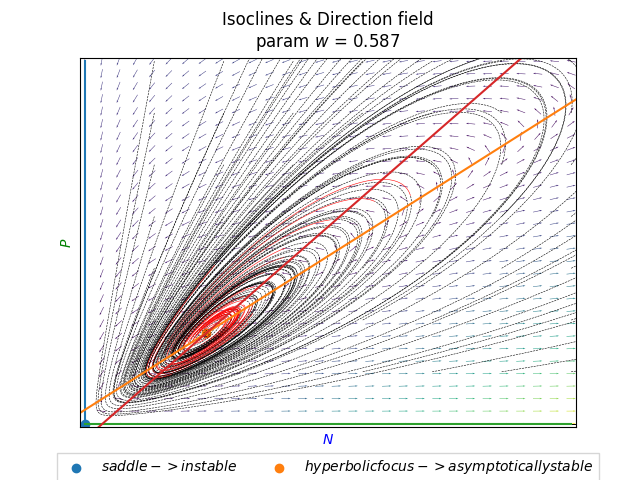 Isoclines & Direction field
param w = 0.587
P
N
saddle−>instable
hyperbolicfocus−>asymptoticallystable